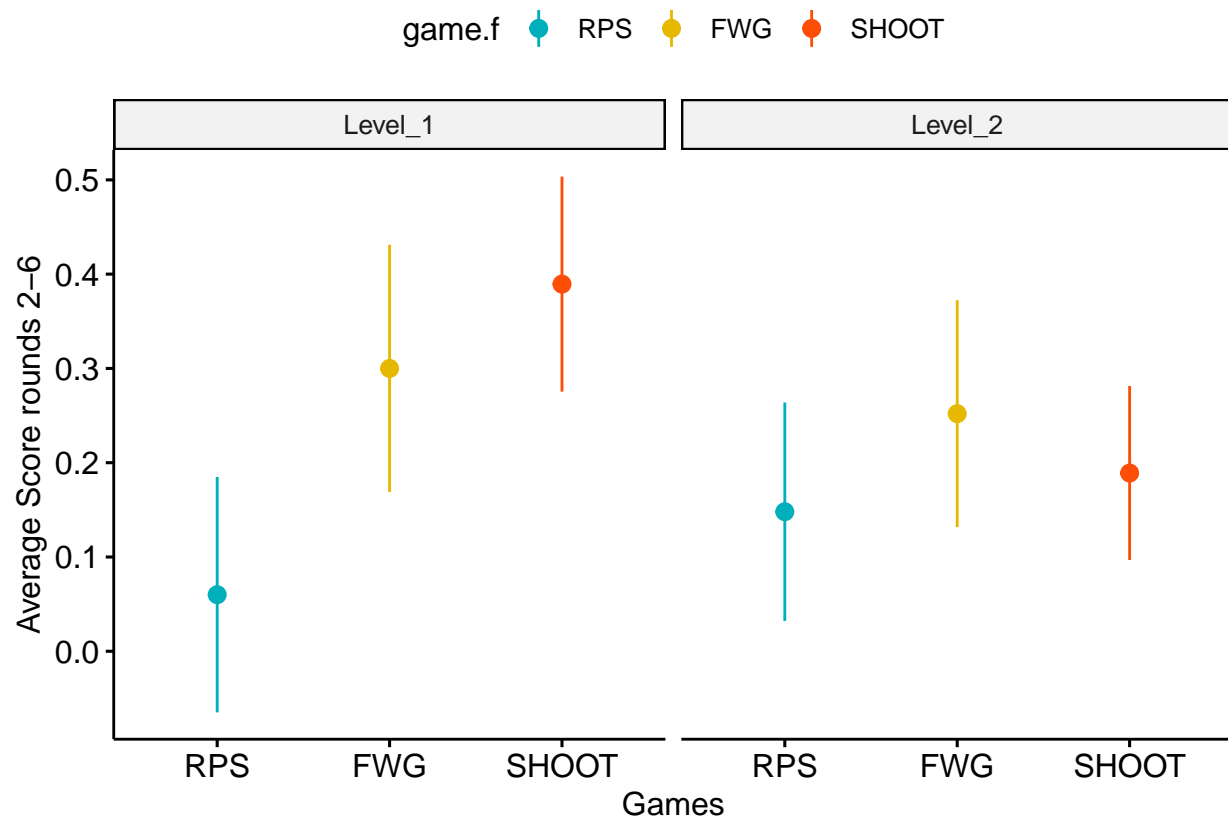 game.f RPS FWG SHOOT
Level_1 Level_2
Average Score rounds 2−6
0.5
0.4
0.3
0.2
0.1
0.0
RPS FWG SHOOT RPS FWG SHOOT
Games